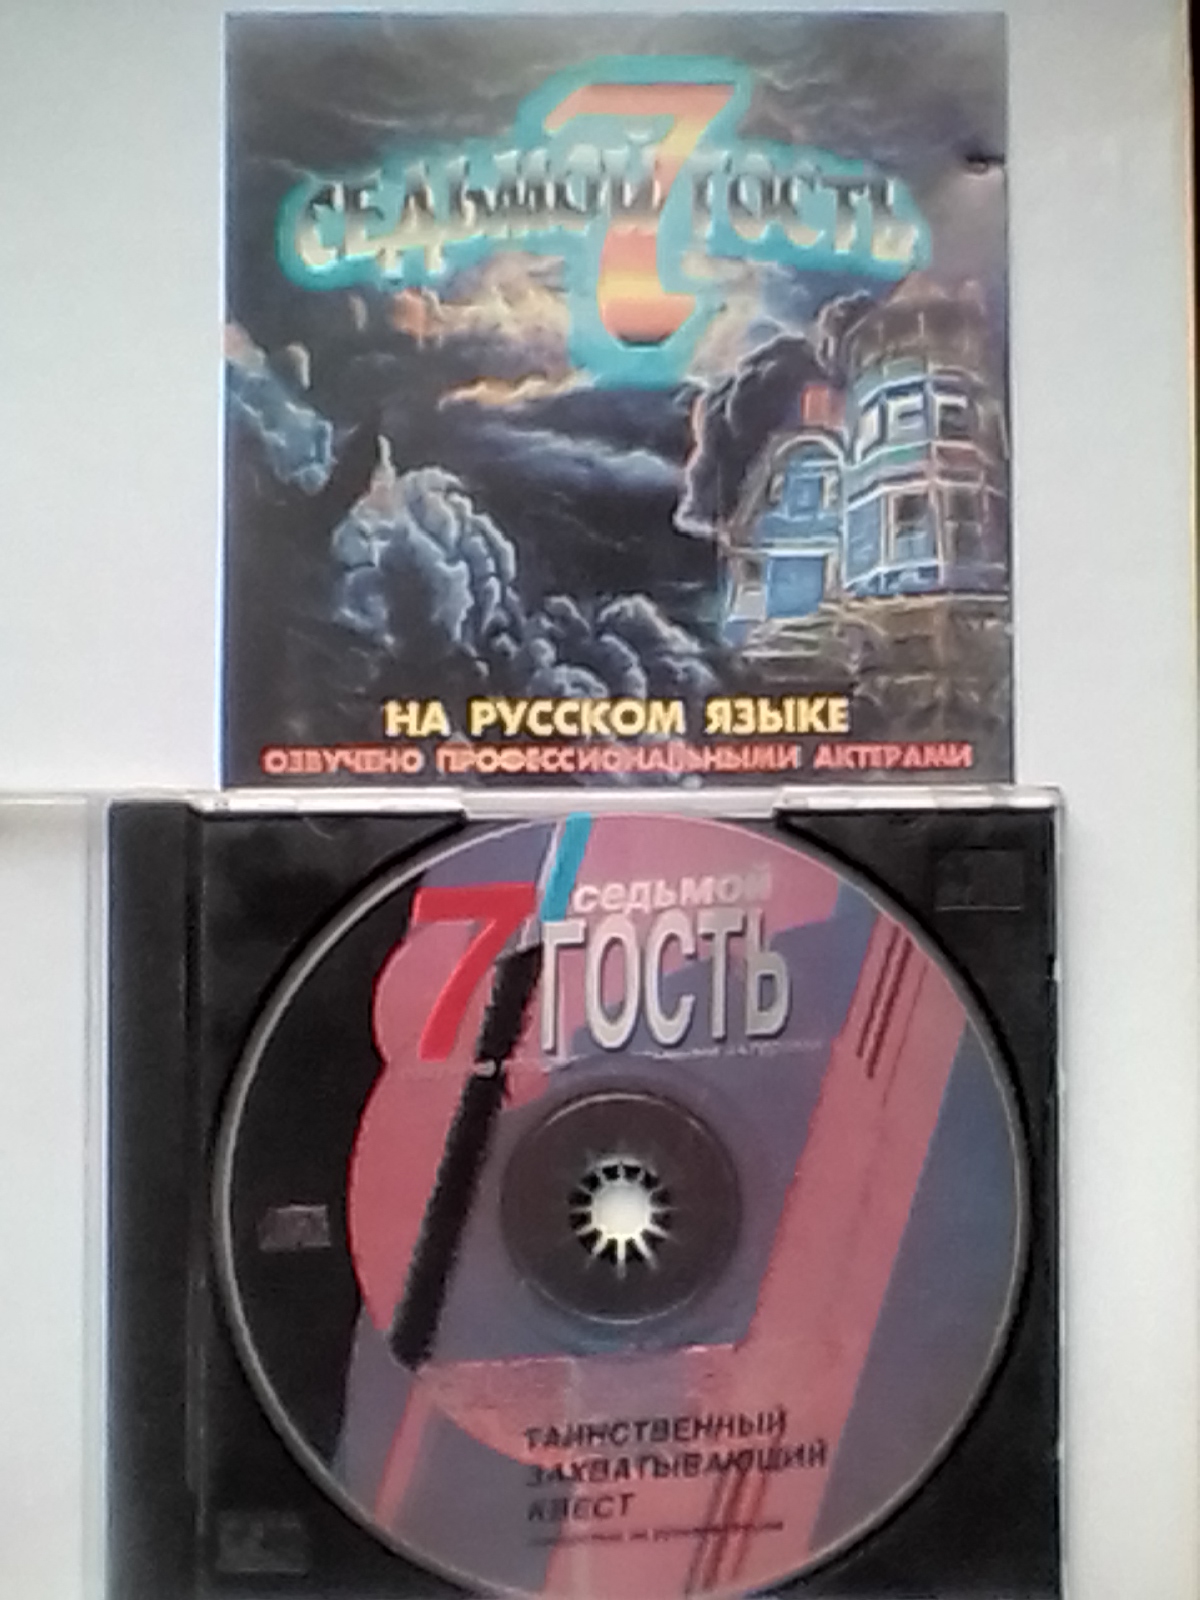 7
СЕДЬМОЙ ГОСТЬ
НА РУССКОМ ЯЗЫКЕ
ОЗВУЧЕНО ПРОФЕССИОНАЛЬНЫМИ АКТЕРАМИ
7 седьмой
ГОСТЬ
ТАИНСТВЕННЫЙ
ЗАХВАТЫВАЮЩИЙ
КВЕСТ